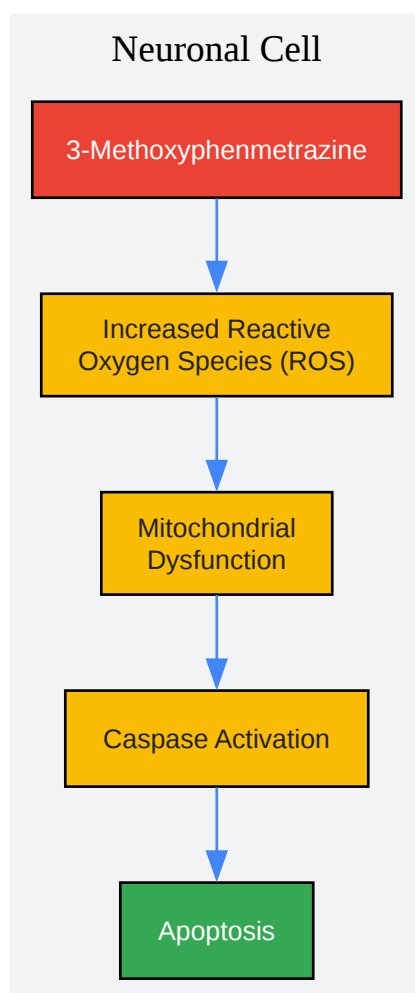 Neuronal Cell
3-Methoxyphenmetrazine
Increased Reactive
Oxygen Species (ROS)
Mitochondrial
Dysfunction
Caspase Activation
Apoptosis